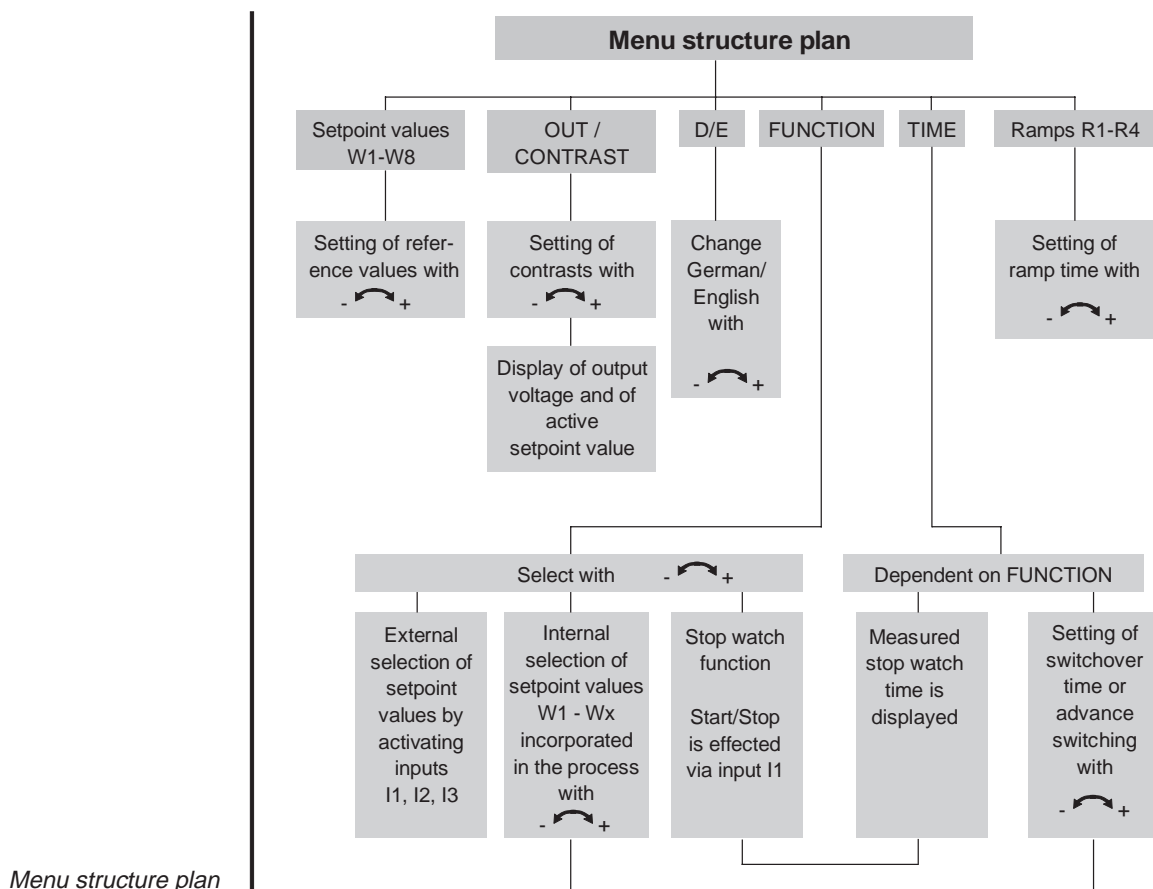 Menu structure plan
Setpoint values
W1-W8
OUT /
CONTRAST
D/E
FUNCTION
TIME
Ramps R1-R4
Setting of refer-
ence values with
- +
Setting of
contrasts with
- +
Display of output
voltage and of
active
setpoint value
Change
German/
English
with
- +
Setting of
ramp time with
- +
Select with - +
Dependent on FUNCTION
External
selection of
setpoint
values by
activating
inputs
I1, I2, I3
Internal
selection of
setpoint values
W1 - Wx
incorporated
in the process
with
- +
Stop watch
function
Start/Stop
is effected
via input I1
Measured
stop watch
time is
displayed
Setting of
switchover
time or
advance
switching
with
- +
Menu structure plan